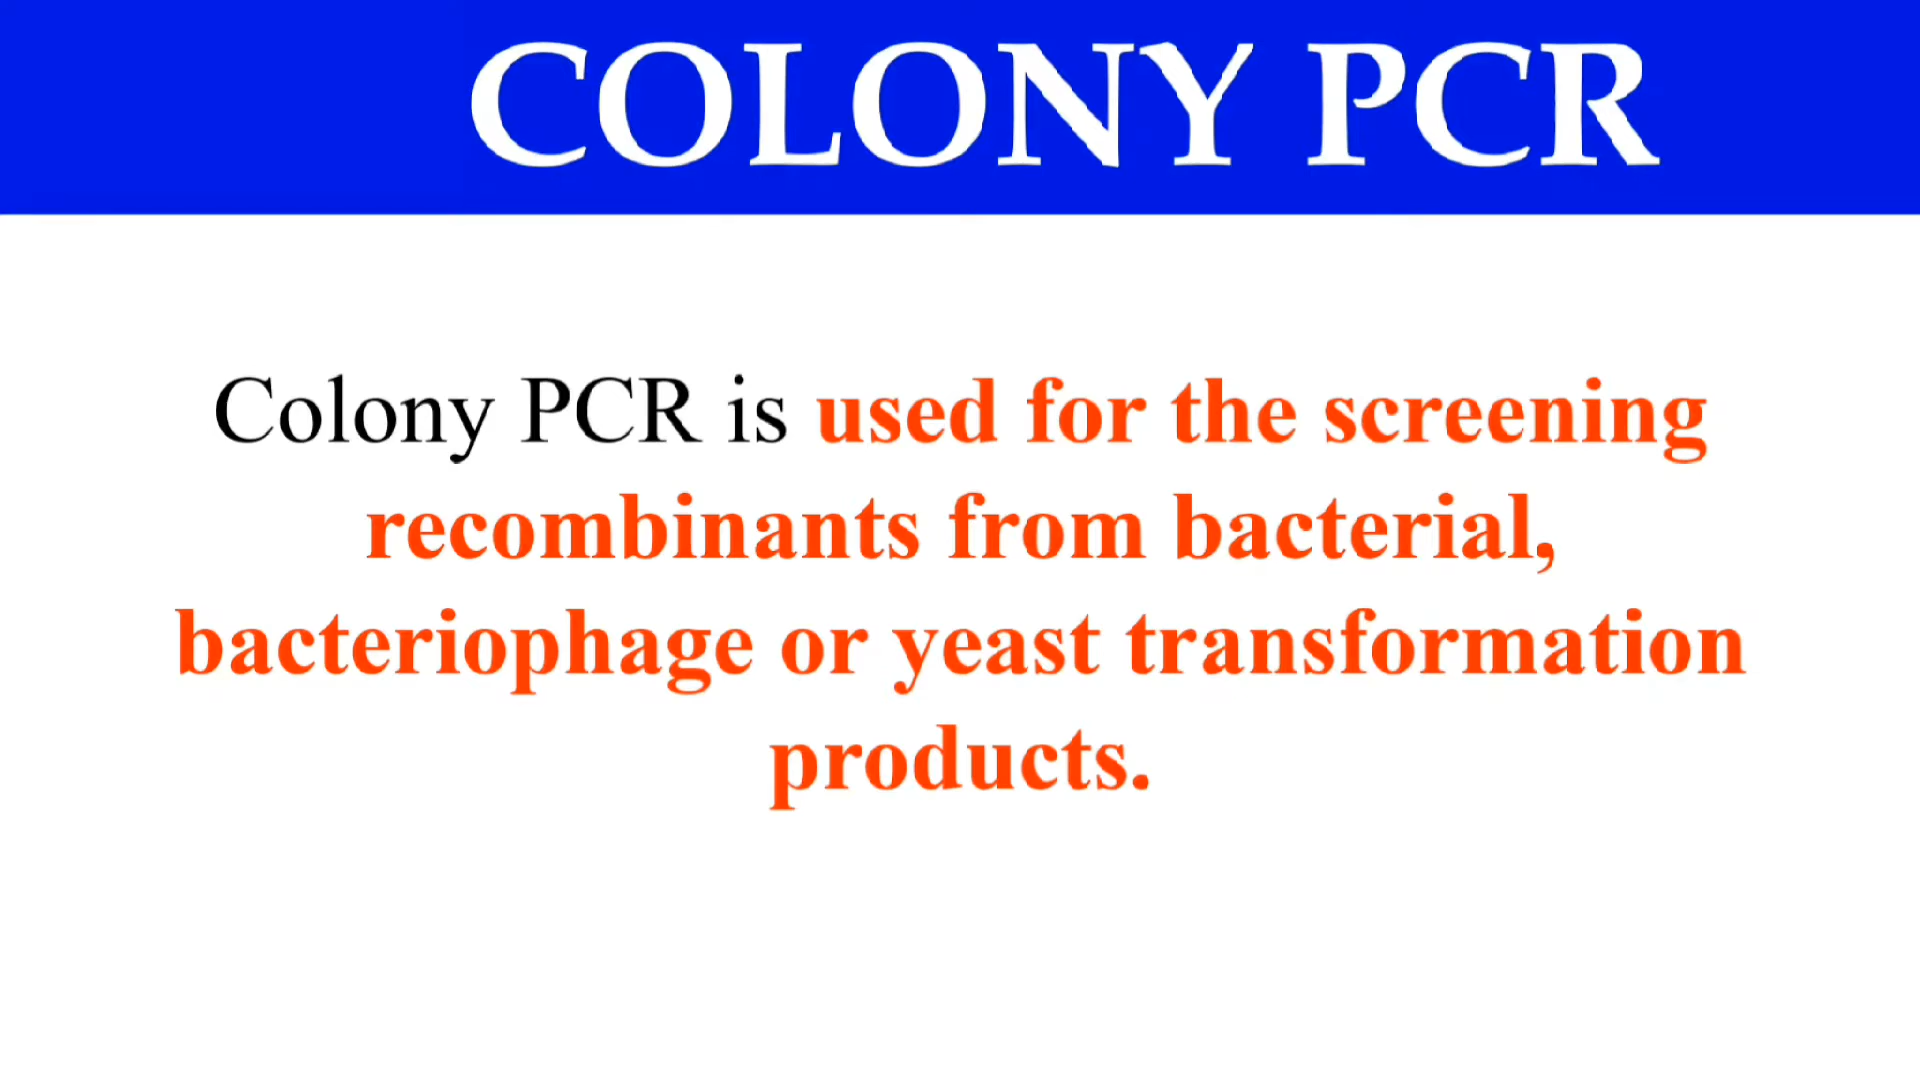 COLONY PCR
Colony PCR is used for the screening
recombinants from bacterial,
bacteriophage or yeast transformation
products.